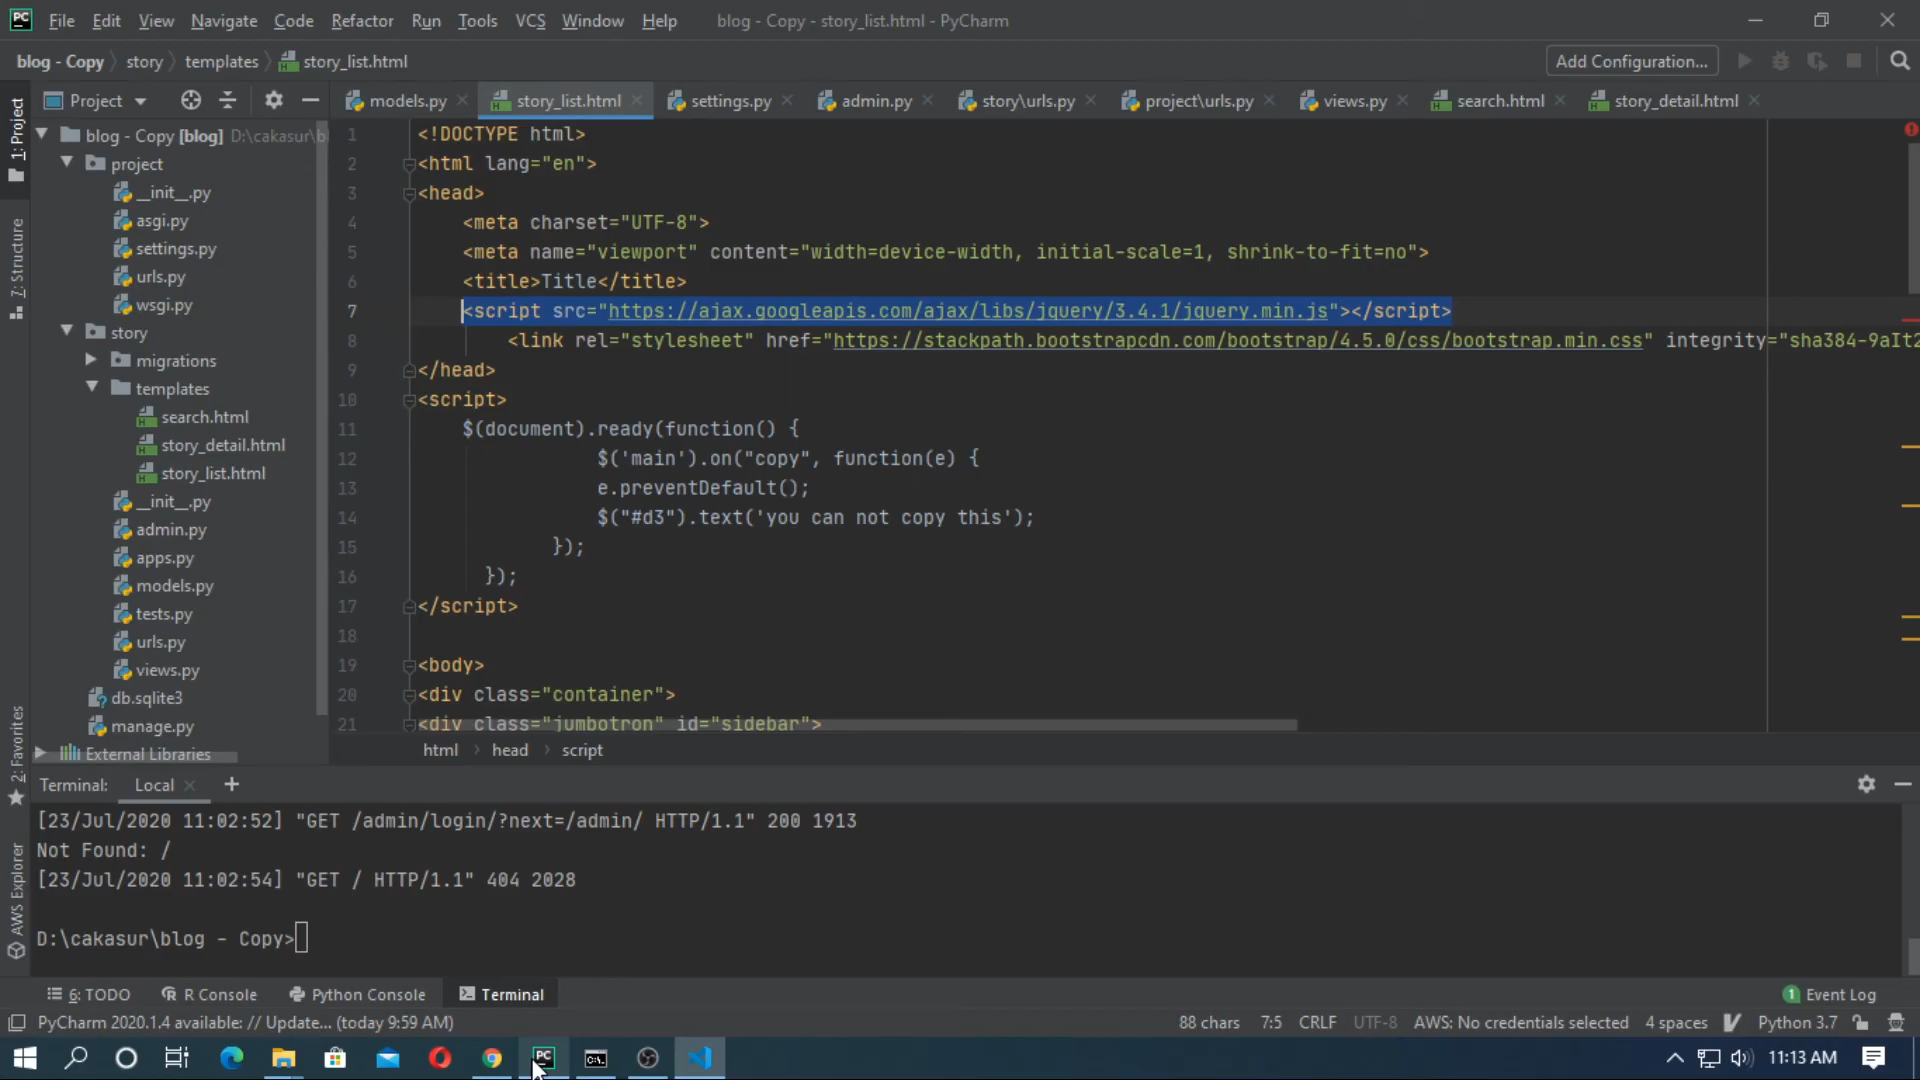 PC File Edit View Navigate Code Refactor Run Tools VCS Window Help blog - Copy - story_list.html - PyCharm
blog - Copy story templates story_list.html Add Configuration...
Project models.py story_list.html settings.py admin.py story\urls.py project\urls.py views.py search.html story_detail.html
1: Project
7: Structure
2: Favorites
AWS Explorer
blog - Copy [blog] D:\cakasur\b
project
__init__.py
asgi.py
settings.py
urls.py
wsgi.py
story
migrations
templates
search.html
story_detail.html
story_list.html
__init__.py
admin.py
apps.py
models.py
tests.py
urls.py
views.py
db.sqlite3
manage.py
External Libraries
1 <!DOCTYPE html>
2 <html lang="en">
3 <head>
4 <meta charset="UTF-8">
5 <meta name="viewport" content="width=device-width, initial-scale=1, shrink-to-fit=no">
6 <title>Title</title>
7 <script src="https://ajax.googleapis.com/ajax/libs/jquery/3.4.1/jquery.min.js"></script>
8 <link rel="stylesheet" href="https://stackpath.bootstrapcdn.com/bootstrap/4.5.0/css/bootstrap.min.css" integrity="sha384-9aIt2
9 </head>
10 <script>
11 $(document).ready(function() {
12 $('main').on("copy", function(e) {
13 e.preventDefault();
14 $("#d3").text('you can not copy this');
15 });
16 });
17 </script>
18
19 <body>
20 <div class="container">
21 <div class="jumbotron" id="sidebar">
html head script
Terminal: Local +
[23/Jul/2020 11:02:52] "GET /admin/login/?next=/admin/ HTTP/1.1" 200 1913
Not Found: /
[23/Jul/2020 11:02:54] "GET / HTTP/1.1" 404 2028
D:\cakasur\blog - Copy>
6: TODO R Console Python Console Terminal 1 Event Log
PyCharm 2020.1.4 available: // Update... (today 9:59 AM) 88 chars 7:5 CRLF UTF-8 AWS: No credentials selected 4 spaces Python 3.7
PC C:\. 11:13 AM